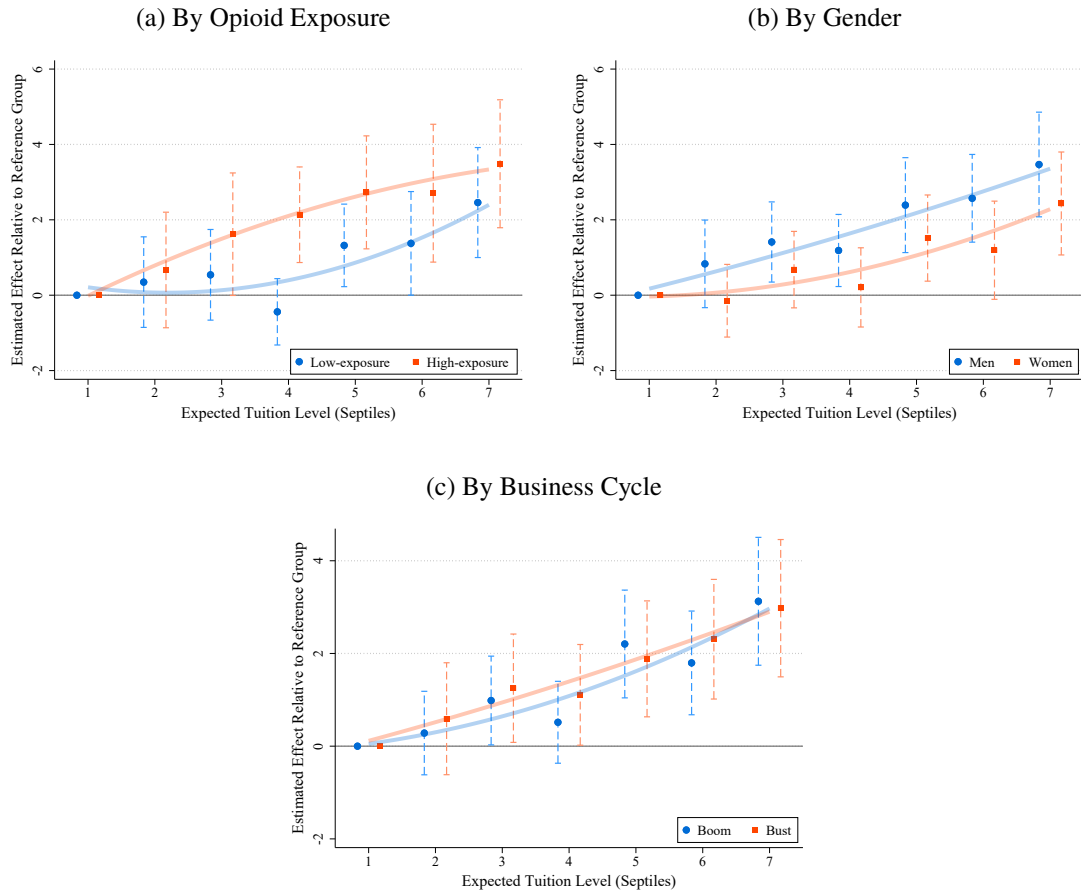 (a) By Opioid Exposure
Estimated Effect Relative to Reference Group
6
4
2
0
-2
1 2 3 4 5 6 7
Expected Tuition Level (Septiles)
Low-exposure High-exposure
(b) By Gender
Estimated Effect Relative to Reference Group
6
4
2
0
-2
1 2 3 4 5 6 7
Expected Tuition Level (Septiles)
Men Women
(c) By Business Cycle
Estimated Effect Relative to Reference Group
4
2
0
-2
1 2 3 4 5 6 7
Expected Tuition Level (Septiles)
Boom Bust